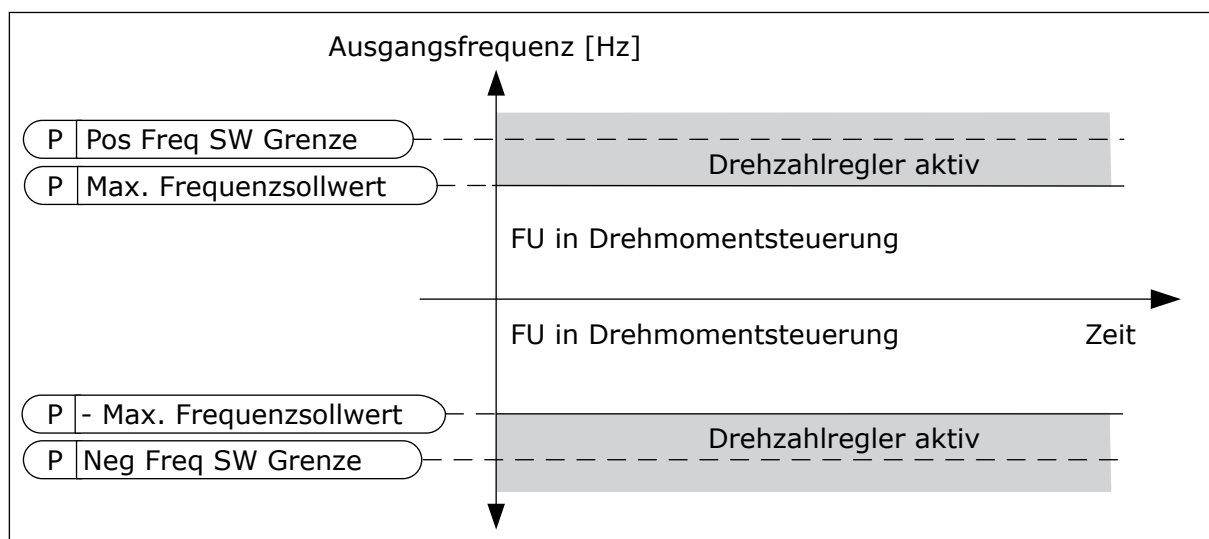 Ausgangsfrequenz [Hz]
P Pos Freq SW Grenze
Drehzahlregler aktiv
P Max. Frequenzsollwert
FU in Drehmomentsteuerung
FU in Drehmomentsteuerung
Zeit
P - Max. Frequenzsollwert
Drehzahlregler aktiv
P Neg Freq SW Grenze